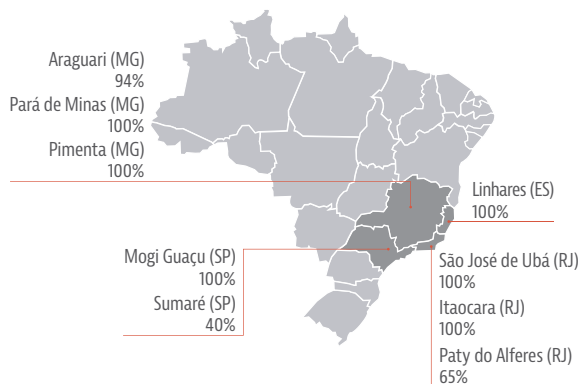 Araguari (MG)
94%
Pará de Minas (MG)
100%
Pimenta (MG)
100%
Linhares (ES)
100%
Mogi Guaçu (SP)
100%
Sumaré (SP)
40%
São José de Ubá (RJ)
100%
Itaocara (RJ)
100%
Paty do Alferes (RJ)
65%